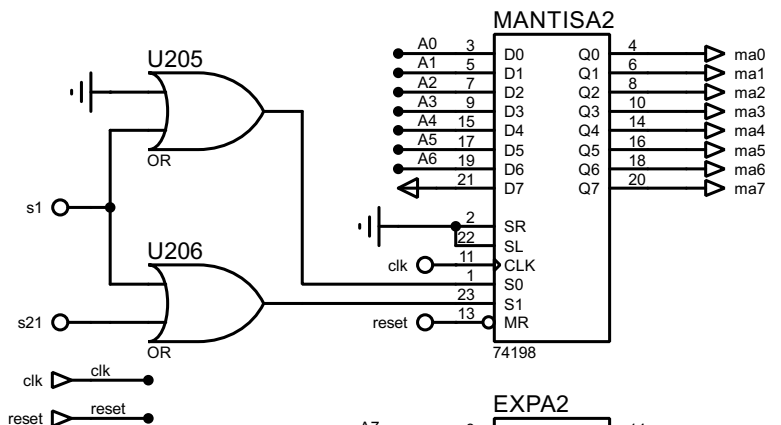 MANTISA2
U205
A0 3 D0 Q0 4 ma0
A1 5 D1 Q1 6 ma1
A2 7 D2 Q2 8 ma2
A3 9 D3 Q3 10 ma3
A4 15 D4 Q4 14 ma4
A5 17 D5 Q5 16 ma5
A6 19 D6 Q6 18 ma6
21 D7 Q7 20 ma7
OR
s1
2 SR
22 SL
clk 11 CLK
1 S0
23 S1
reset 13 MR
74198
U206
s21
OR
clk clk
reset reset
EXPA2